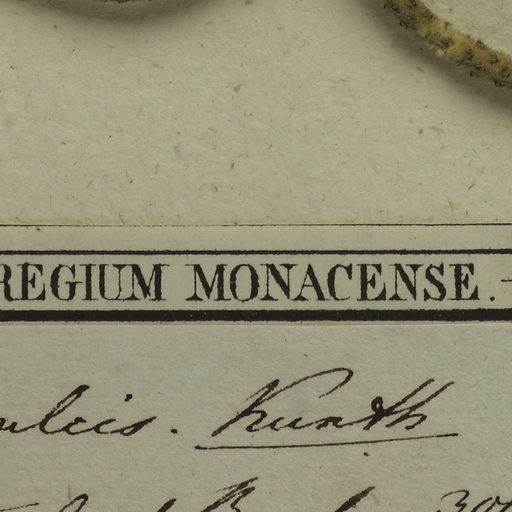 REGIUM MONACENSE. -
ulcis. Kunth